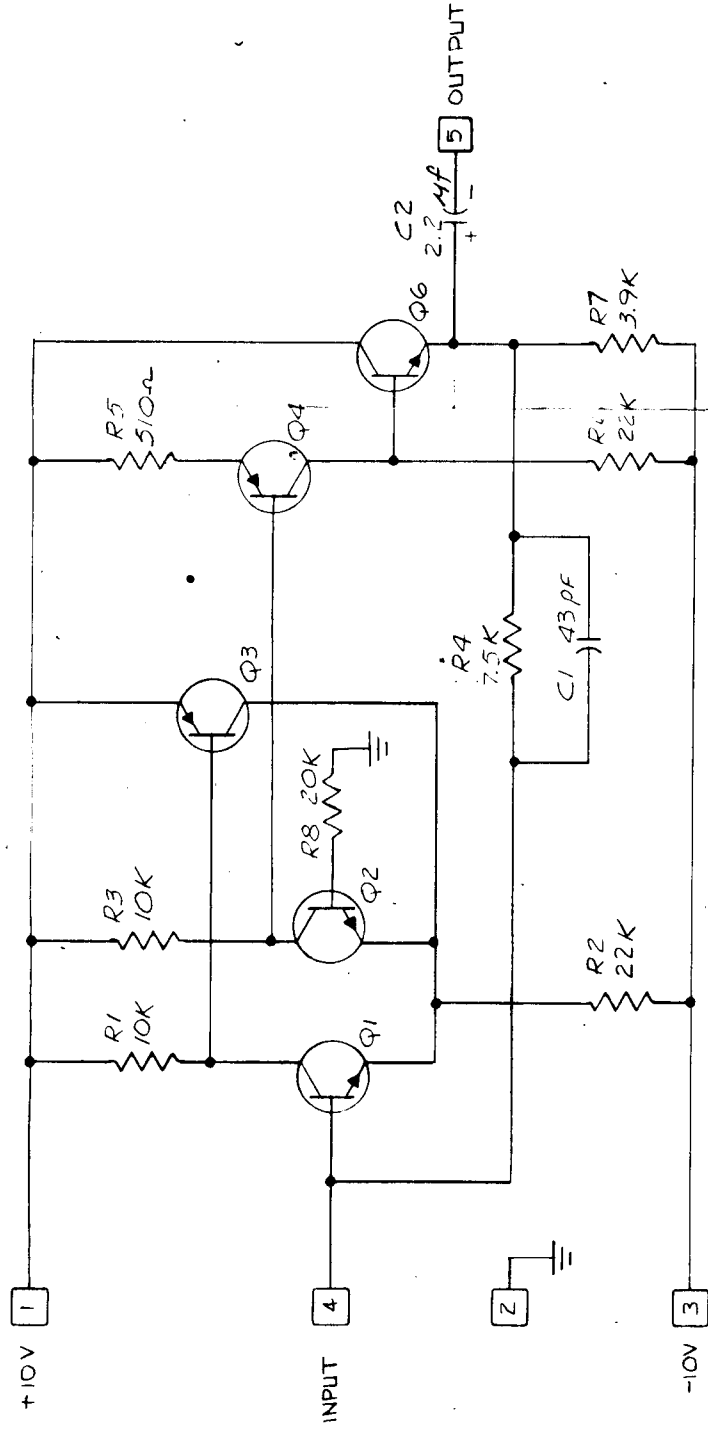 +10V
1
R1
10K
R3
10K
R5
510Ω
Q3
Q4
Q6
INPUT
4
Q1
Q2
R8 20K
C2
2.2 µf
+
-
5
OUTPUT
R4
7.5K
C1
43pF
2
R2
22K
22K
R7
3.9K
-10V
3